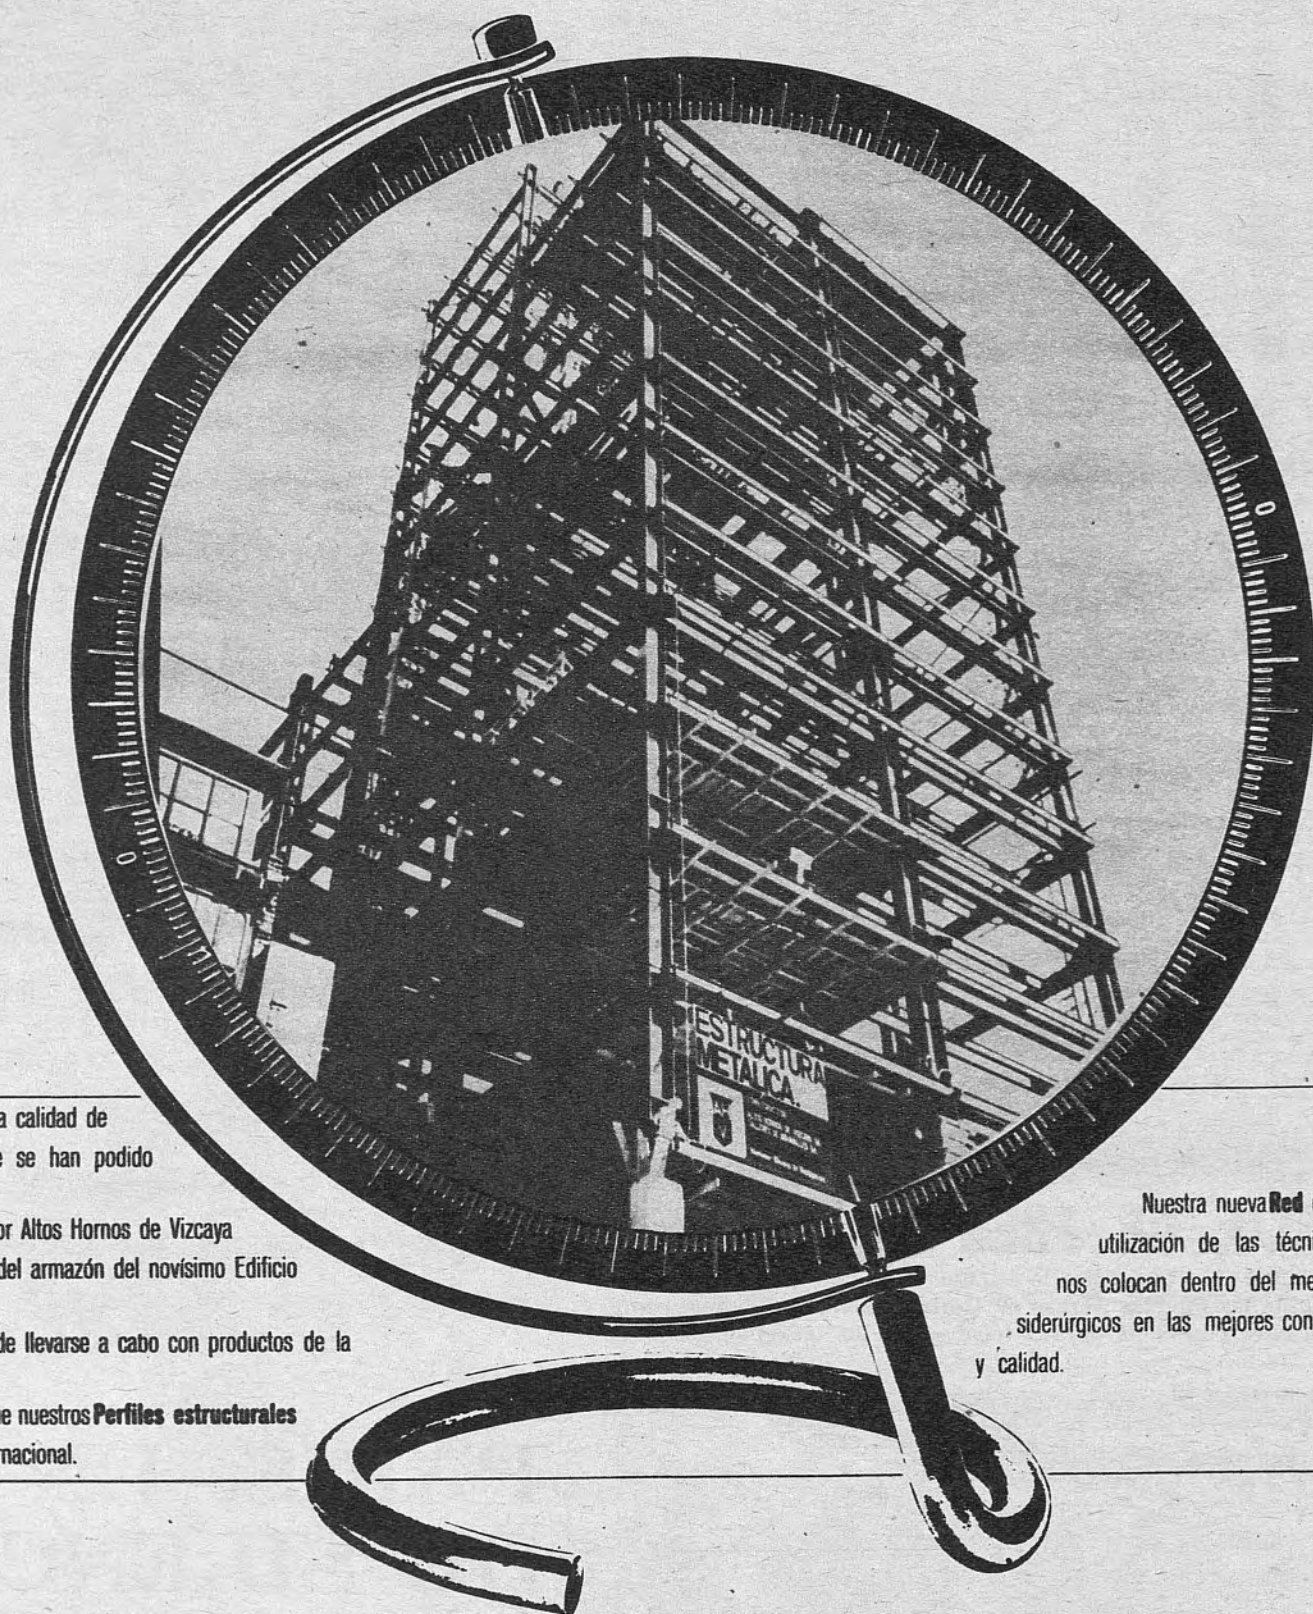 a calidad de
se han podido
or Altos Hornos de Vizcaya
del armazón del novísimo Edificio
de llevarse a cabo con productos de la
nuestros Perfiles estructurales
nacional.
ESTRUCTURA
METALICA.
Nuestra nueva Red
utilización de las técn
nos colocan dentro del me
siderúrgicos en las mejores con
y calidad.
0
0